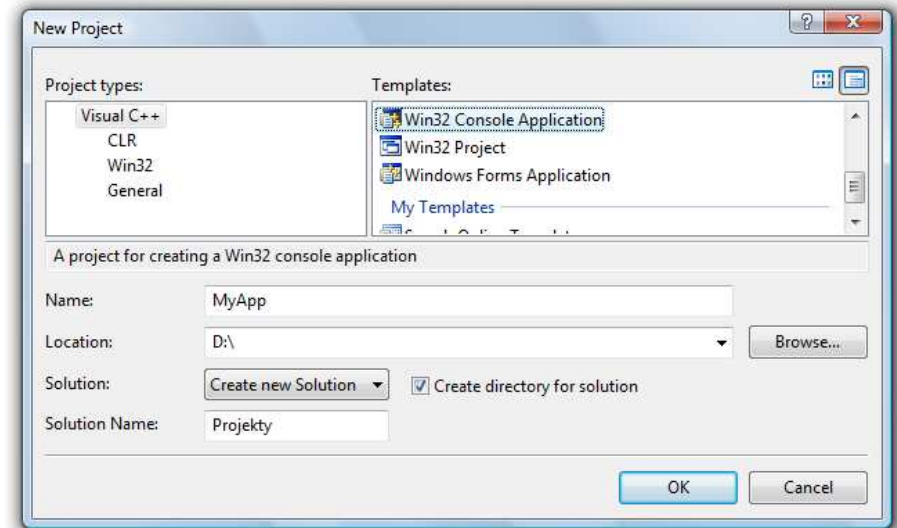 New Project
Project types:
Templates:
Visual C++
CLR
Win32
General
Win32 Console Application
Win32 Project
Windows Forms Application
My Templates
A project for creating a Win32 console application
Name: MyApp
Location: D:\ Browse...
Solution: Create new Solution Create directory for solution
Solution Name: Projekty
OK Cancel